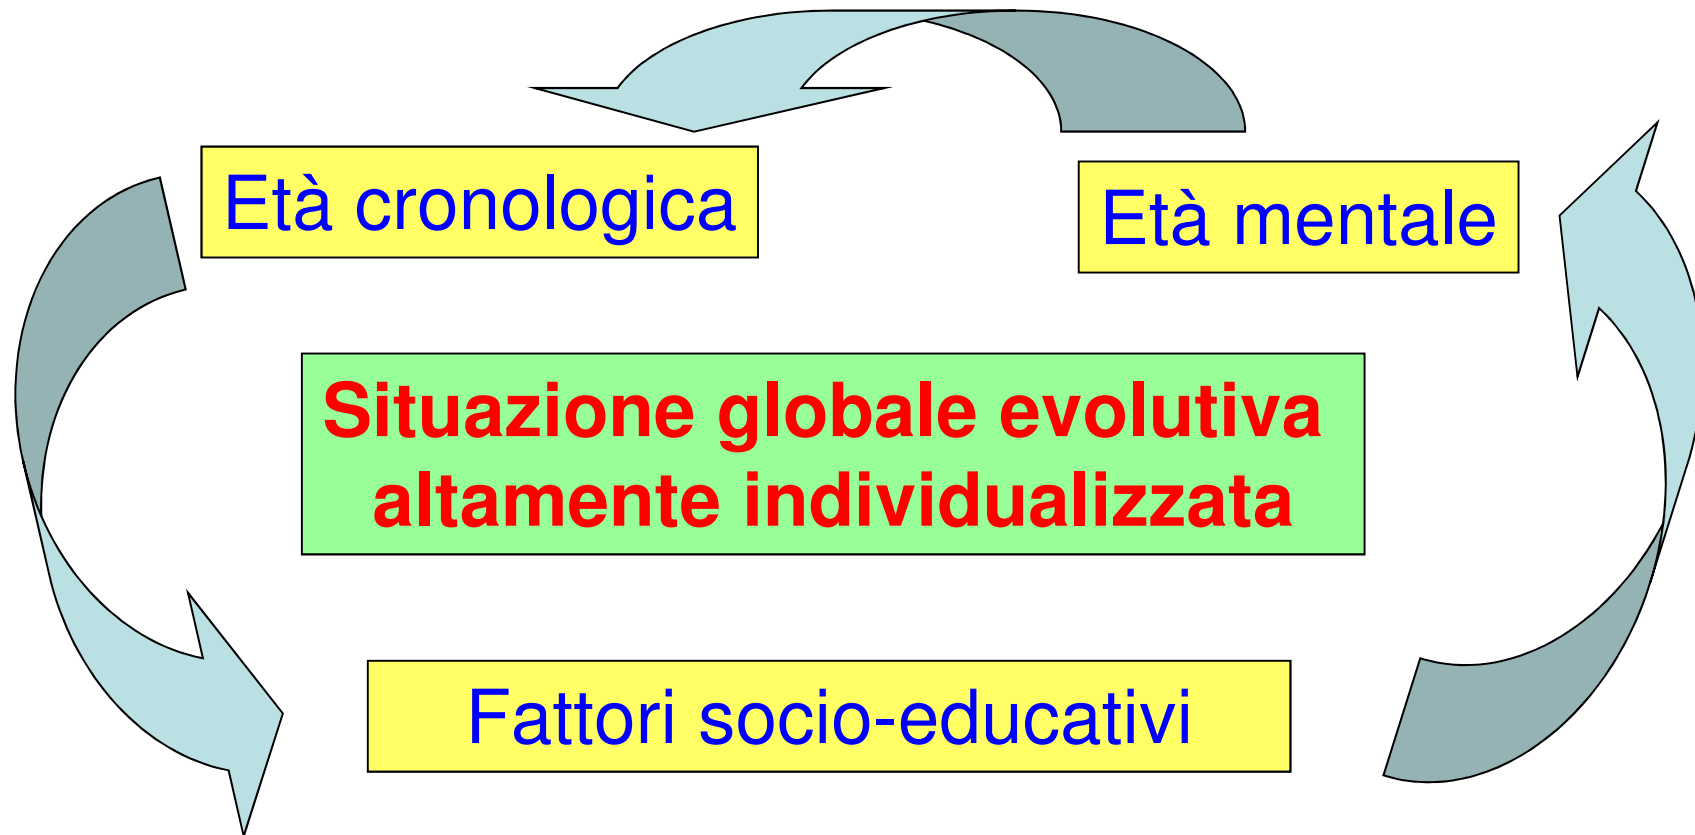 Età cronologica
Età mentale
Situazione globale evolutiva
altamente individualizzata
Fattori socio-educativi